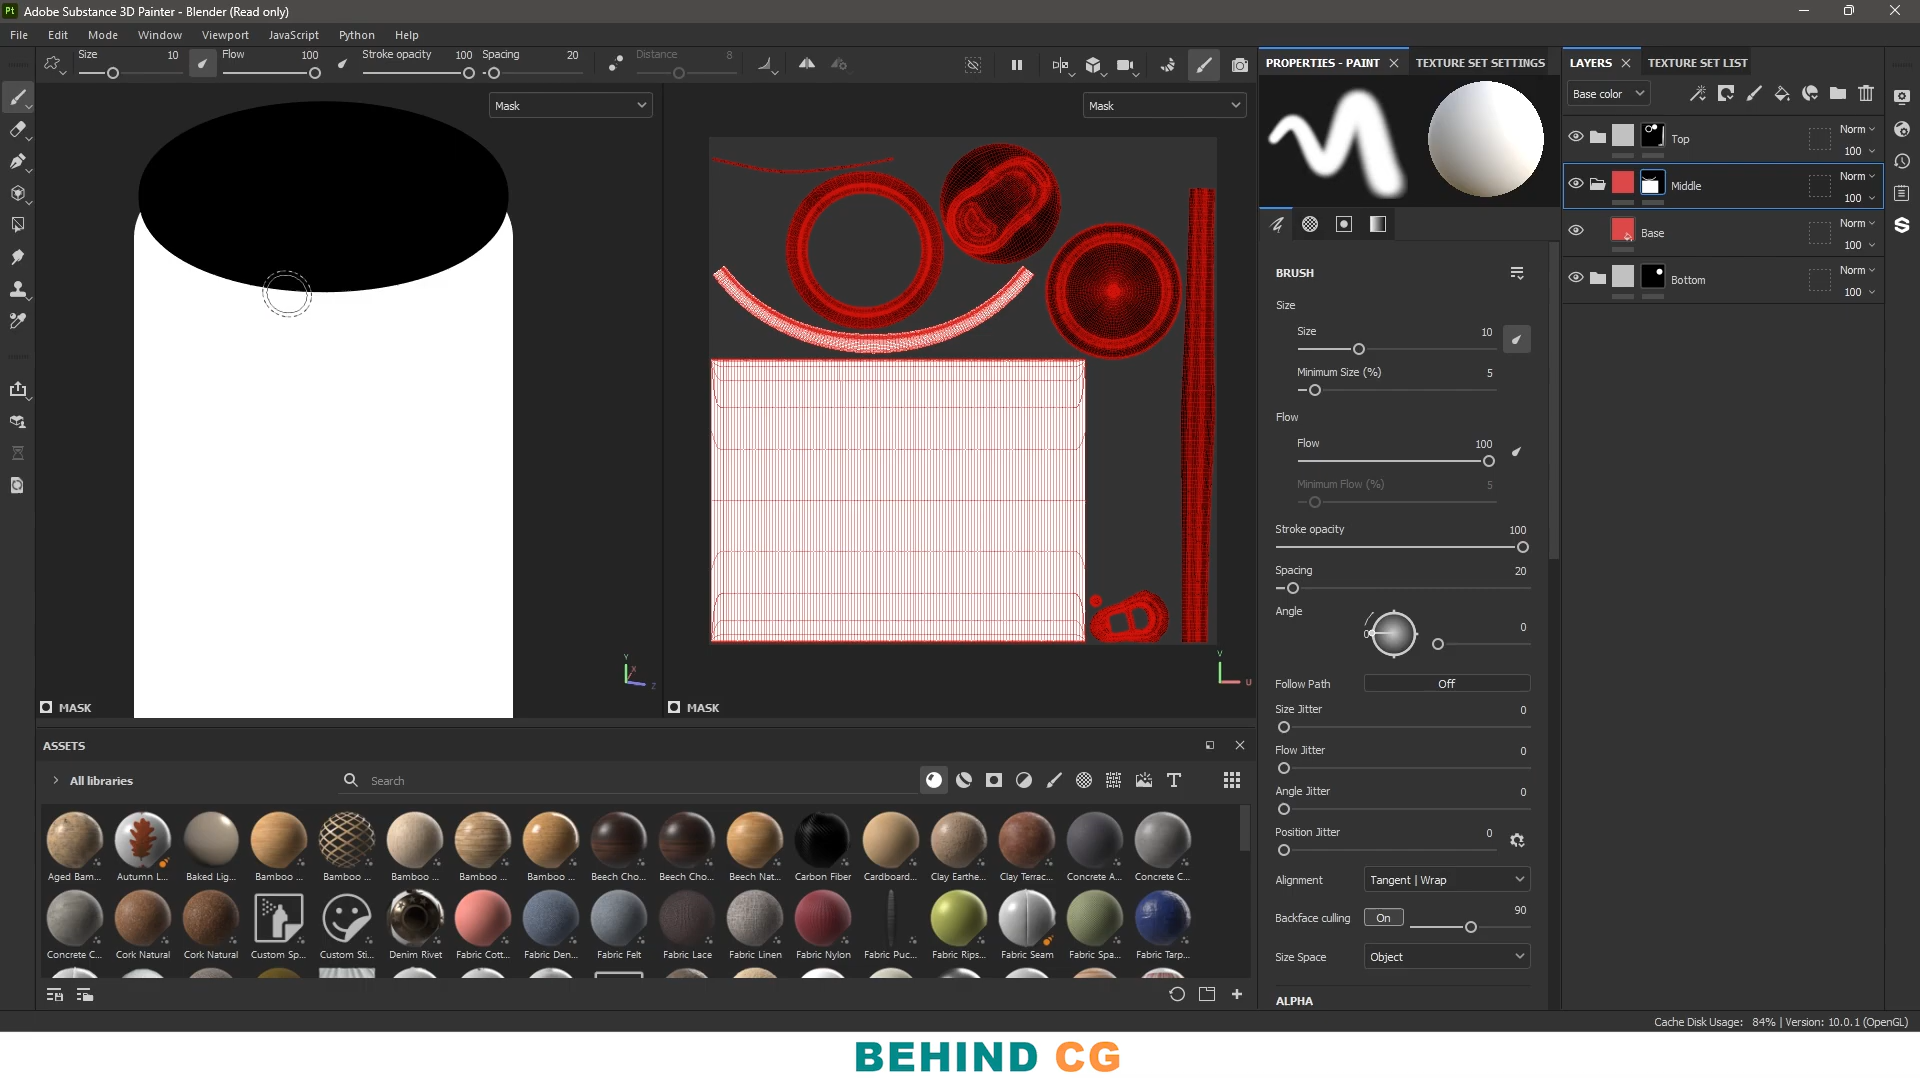 Pt Adobe Substance 3D Painter - Blender (Read only)
File Edit Mode Window Viewport JavaScript Python Help
Size 10 Flow 100 Stroke opacity 100 Spacing 20 Distance 8
Mask
Mask
MASK
MASK
Y
X
Z
V
U
PROPERTIES - PAINT
TEXTURE SET SETTINGS
BRUSH
Size
Size 10
Minimum Size (%) 5
Flow
Flow 100
Minimum Flow (%) 5
Stroke opacity 100
Spacing 20
Angle 0 0
Follow Path Off
Size Jitter 0
Flow Jitter 0
Angle Jitter 0
Position Jitter 0
Alignment Tangent | Wrap
Backface culling On 90
Size Space Object
ALPHA
LAYERS
TEXTURE SET LIST
Base color
Top Norm 100
Middle Norm 100
Base Norm 100
Bottom Norm 100
ASSETS
All libraries
Search
Aged Bam... Autumn L... Baked Lig... Bamboo ... Bamboo ... Bamboo ... Bamboo ... Bamboo ... Beech Cho... Beech Cho... Beech Nat... Carbon Fiber Cardboard... Clay Earthe... Clay Terrac... Concrete A... Concrete C...
Concrete C... Cork Natural Cork Natural Custom Sp... Custom Sti... Denim Rivet Fabric Cott... Fabric Den... Fabric Felt Fabric Lace Fabric Linen Fabric Nylon Fabric Puc... Fabric Rips... Fabric Seam Fabric Spa... Fabric Tarp...
Cache Disk Usage: 84% | Version: 10.0.1 (OpenGL)
BEHIND CG